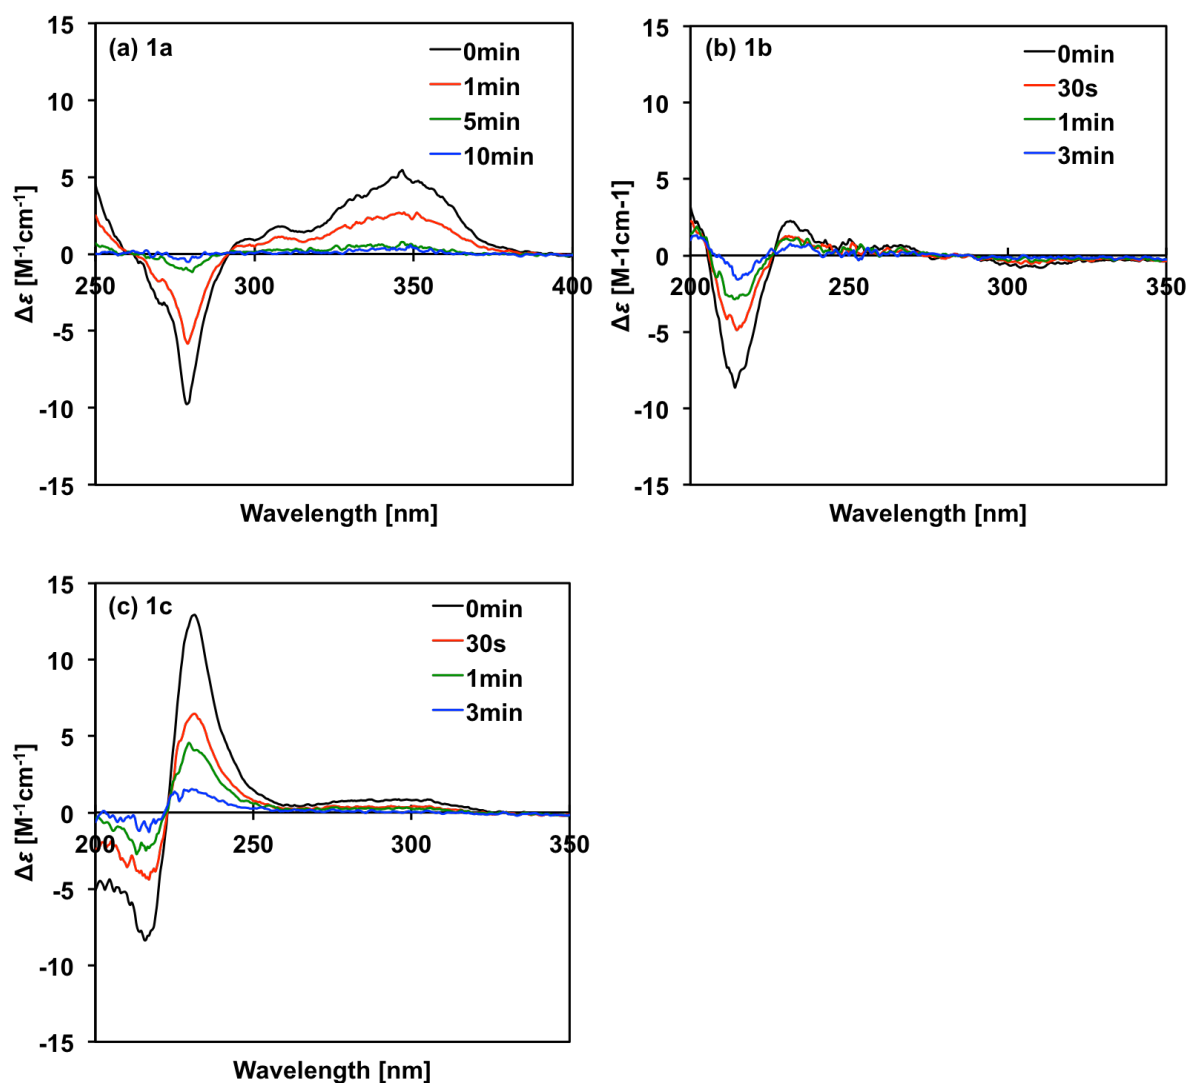 (a) 1a
0min
1min
5min
10min
15
10
5
0
-5
-10
-15
250
300
350
400
Δε [M-1cm-1]
Wavelength [nm]
(b) 1b
0min
30s
1min
3min
15
10
5
0
-5
-10
-15
200
250
300
350
Δε [M-1cm-1]
Wavelength [nm]
(c) 1c
0min
30s
1min
3min
15
10
5
0
-5
-10
-15
200
250
300
350
Δε [M-1cm-1]
Wavelength [nm]